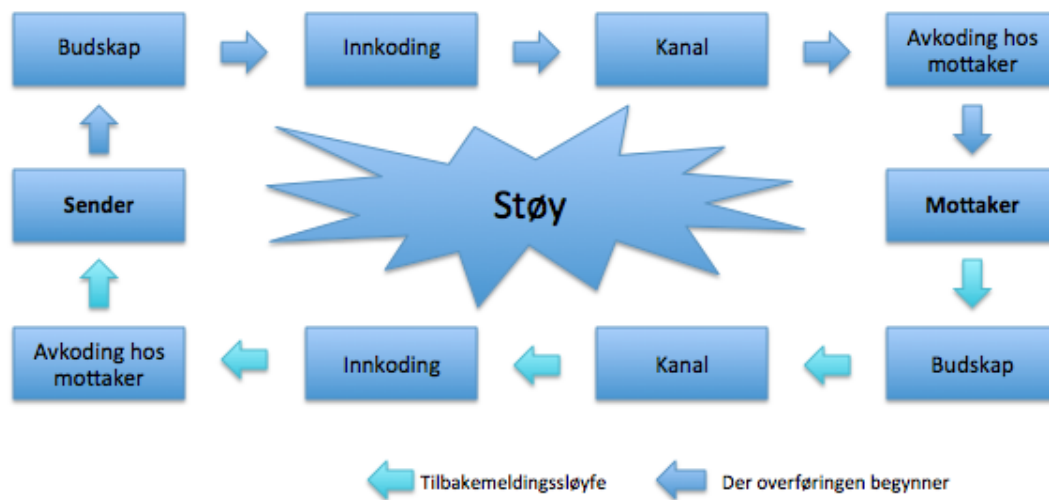 Budskap
Innkoding
Kanal
Avkoding hos
mottaker
Sender
Støy
Mottaker
Avkoding hos
mottaker
Innkoding
Kanal
Budskap
Tilbakemeldingssløyfe
Der overføringen begynner